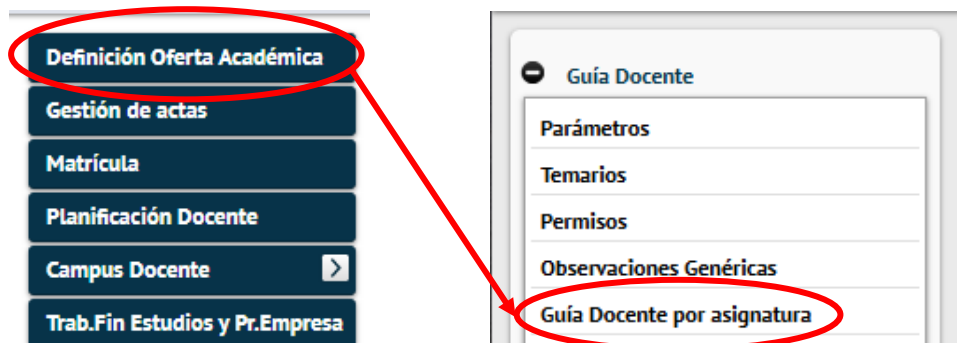 Definición Oferta Académica
Gestión de actas
Matrícula
Planificación Docente
Campus Docente
Trab.Fin Estudios y Pr.Empresa
Guía Docente
Parámetros
Temarios
Permisos
Observaciones Genéricas
Guía Docente por asignatura